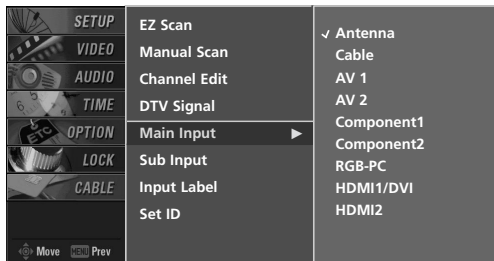 SETUP
VIDEO
AUDIO
TIME
OPTION
LOCK
CABLE
Move MENU Prev
EZ Scan
Manual Scan
Channel Edit
DTV Signal
Main Input ▶
Sub Input
Input Label
Set ID
✓ Antenna
Cable
AV 1
AV 2
Component1
Component2
RGB-PC
HDMI1/DVI
HDMI2